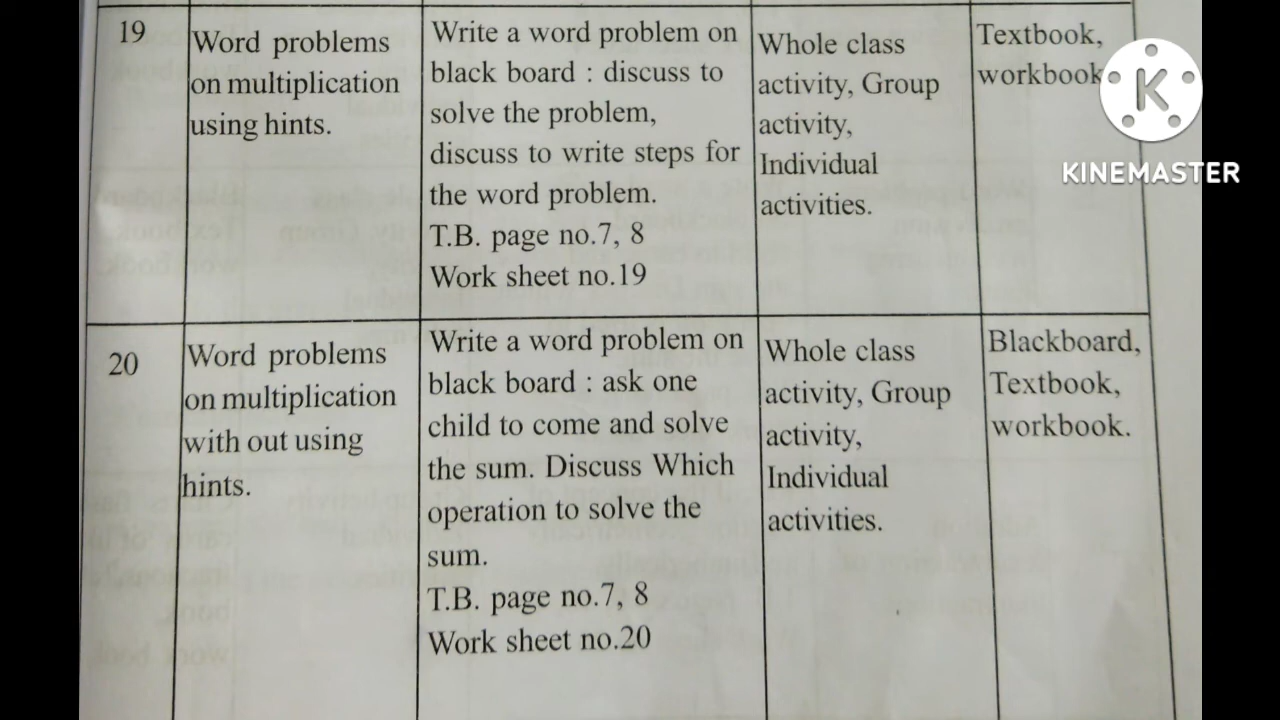 19
Word problems
on multiplication
using hints.
Write a word problem on
black board : discuss to
solve the problem,
discuss to write steps for
the word problem.
T.B. page no.7, 8
Work sheet no.19
Whole class
activity, Group
activity,
Individual
activities.
Textbook,
workbook
K
KINEMASTER
20
Word problems
on multiplication
with out using
hints.
Write a word problem on
black board : ask one
child to come and solve
the sum. Discuss Which
operation to solve the
sum.
T.B. page no.7, 8
Work sheet no.20
Whole class
activity, Group
activity,
Individual
activities.
Blackboard,
Textbook,
workbook.